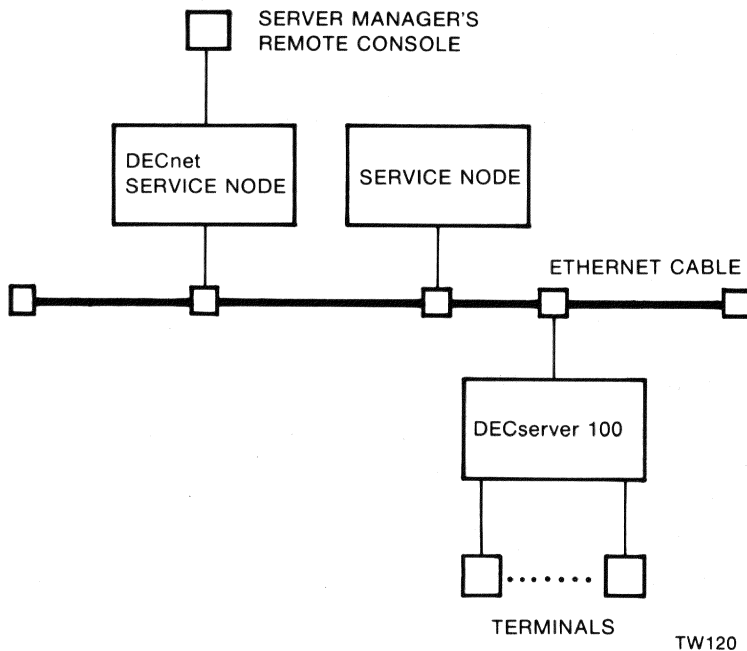 SERVER MANAGER'S
REMOTE CONSOLE
DECnet
SERVICE NODE
SERVICE NODE
ETHERNET CABLE
DECserver 100
TERMINALS
TW120